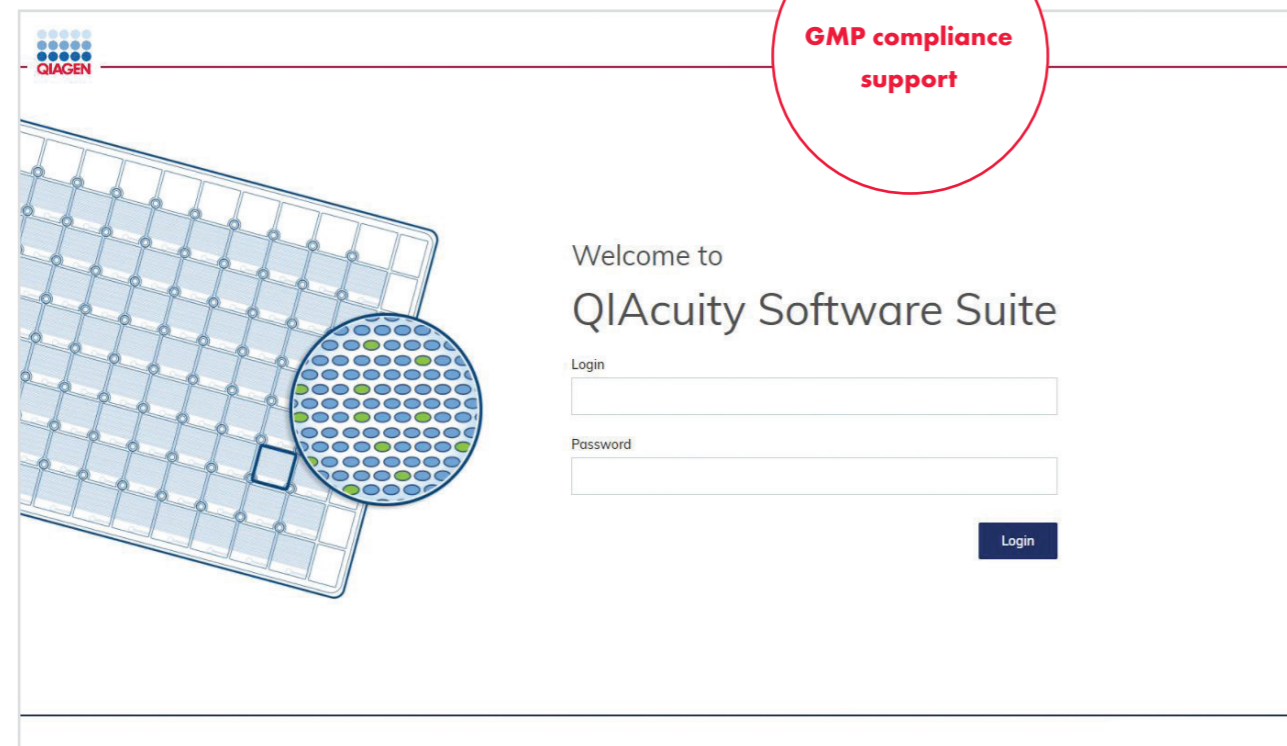 GMP compliance
support
QIAGEN
Welcome to
QIAcuity Software Suite
Login
Password
Login